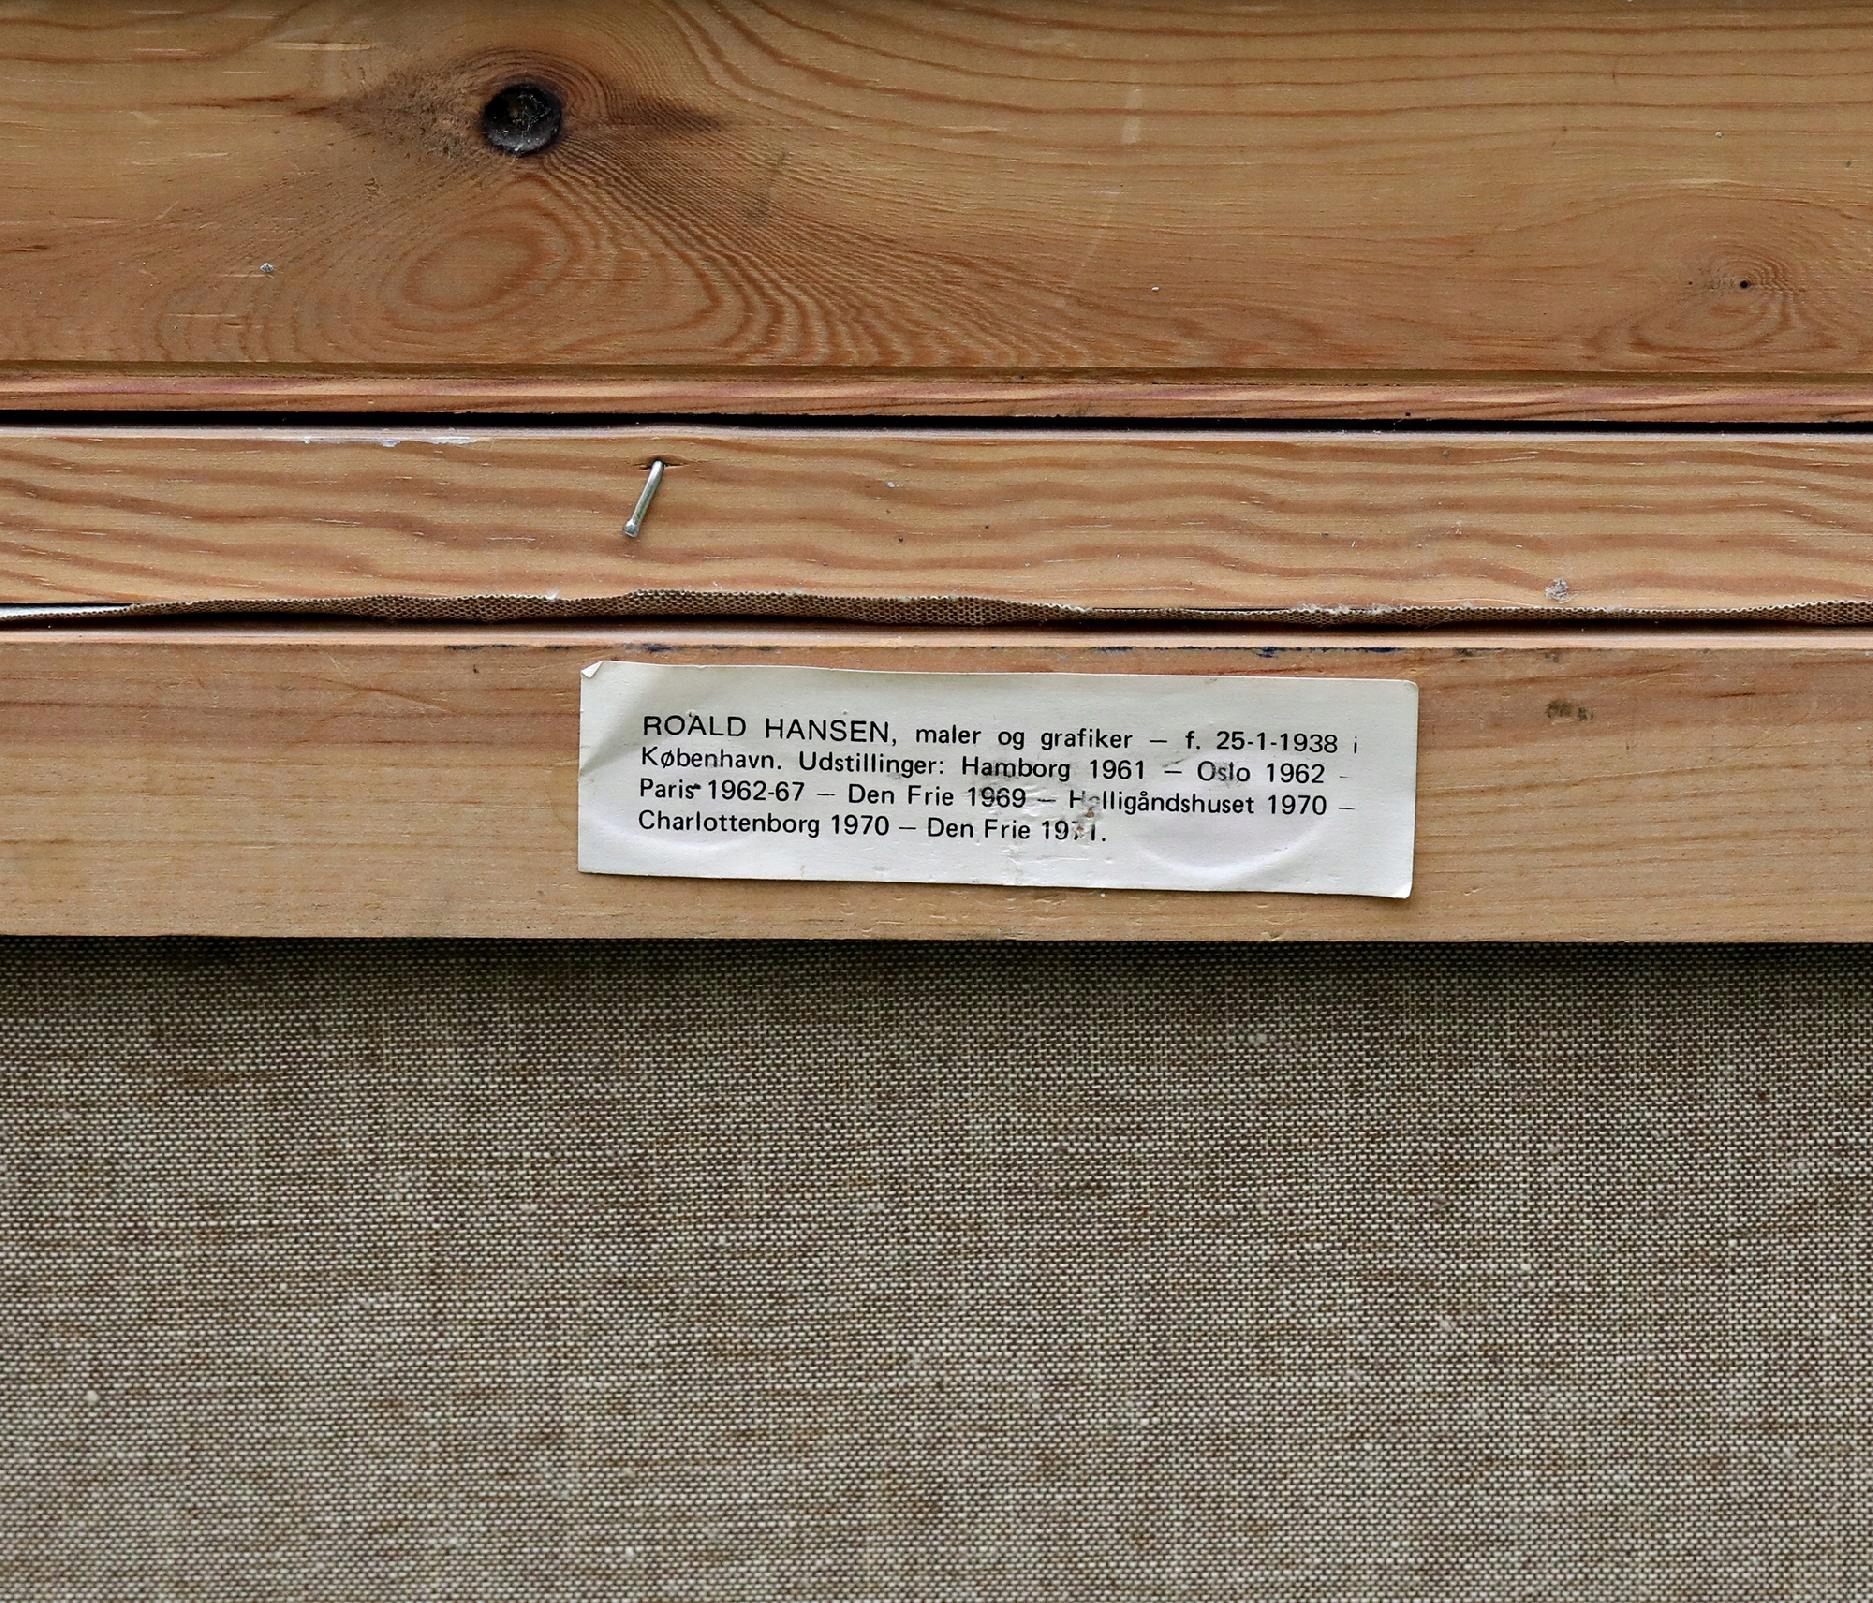 ROALD HANSEN, maler og grafiker – f. 25-1-1938 i
København. Udstillinger: Hamborg 1961 – Oslo 1962 –
Paris 1962-67 – Den Frie 1969 – Helligåndshuset 1970 –
Charlottenborg 1970 – Den Frie 1971.